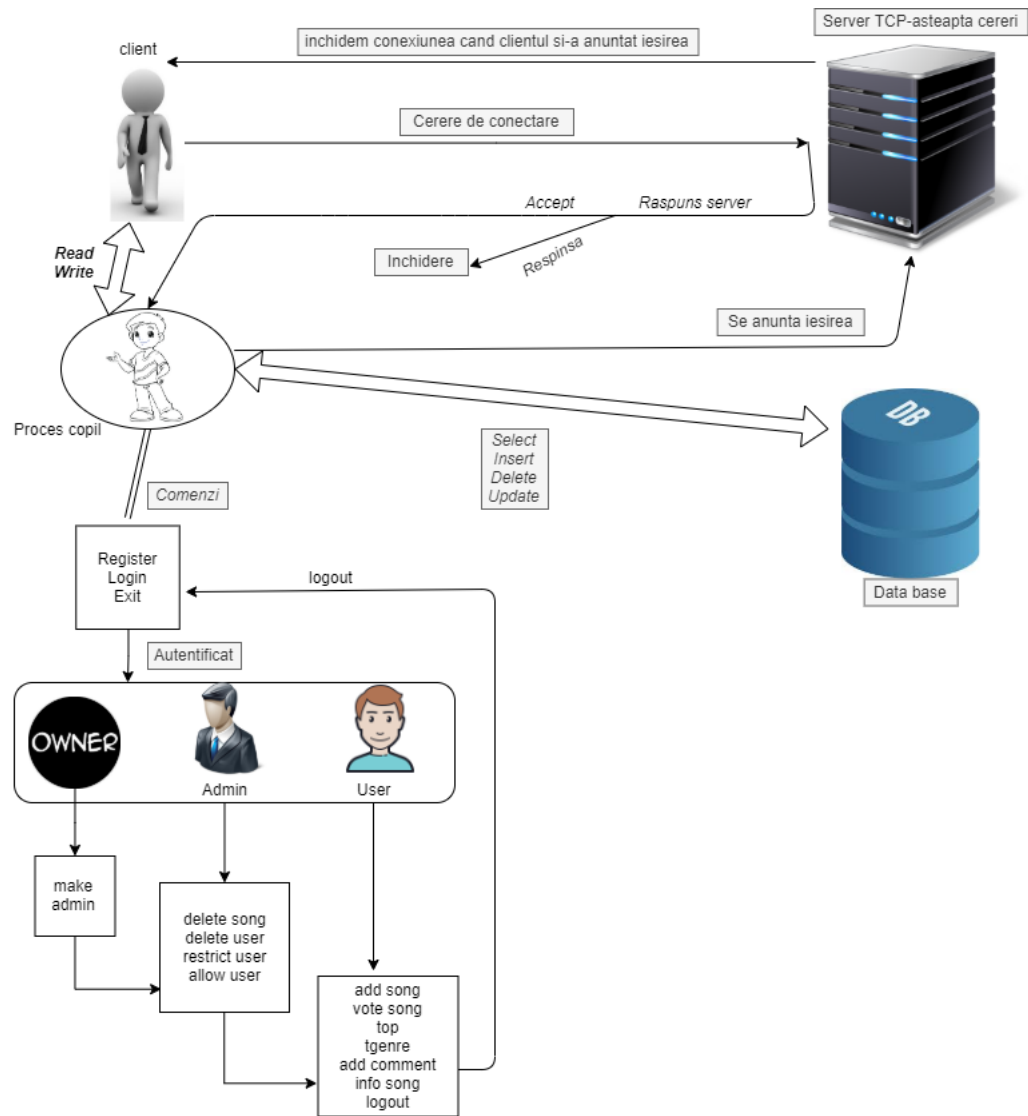 Server TCP-asteapta cereri
inchidem conexiunea cand clientul si-a anuntat iesirea
client
Cerere de conectare
Accept
Raspuns server
Respinsa
Inchidere
Read
Write
Se anunta iesirea
Proces copil
DB
Select
Insert
Delete
Update
Comenzi
Register
Login
Exit
logout
Data base
Autentificat
OWNER
Admin
User
make
admin
delete song
delete user
restrict user
allow user
add song
vote song
top
tgenre
add comment
info song
logout